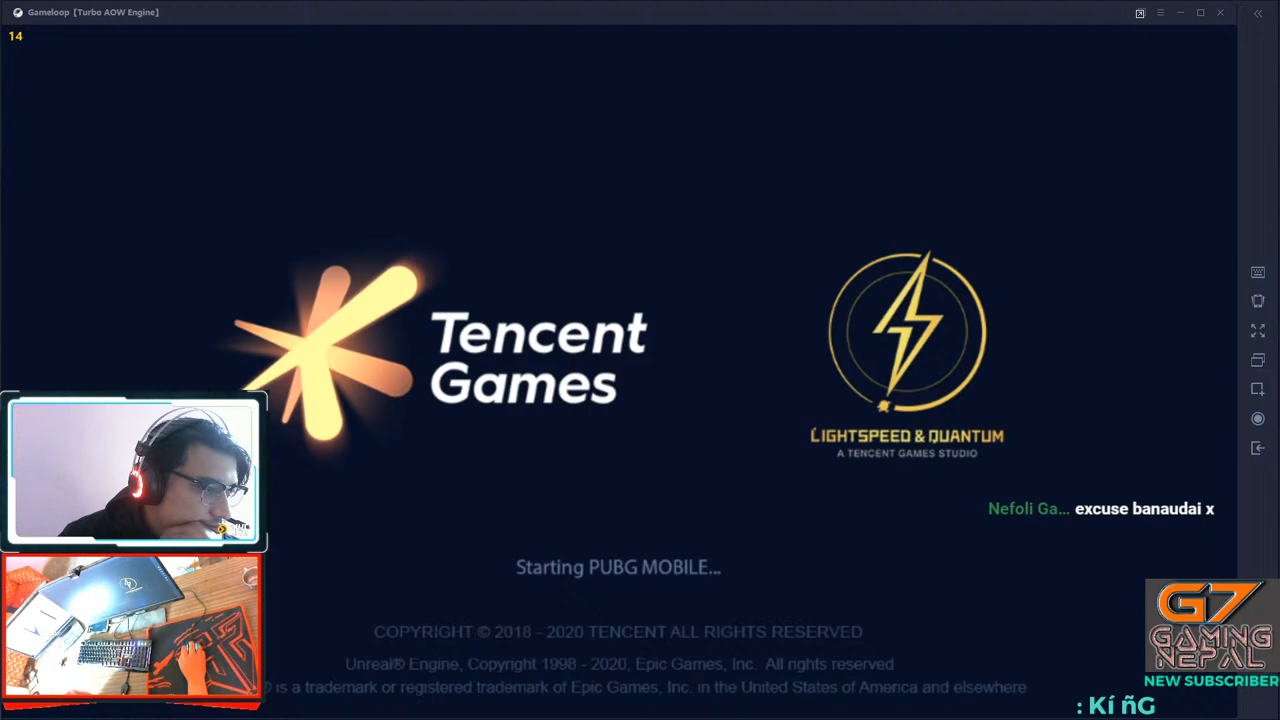 Gameloop【Turbo AOW Engine】
14
Tencent
Games
LIGHTSPEED & QUANTUM
A TENCENT GAMES STUDIO
Nefoli Ga... excuse banaudai x
Starting PUBG MOBILE...
COPYRIGHT © 2018 - 2020 TENCENT ALL RIGHTS RESERVED
Unreal® Engine, Copyright 1998 - 2020, Epic Games, Inc. All rights reserved
® is a trademark or registered trademark of Epic Games, Inc. in the United States of America and elsewhere
G7
GAMING
NEPAL
NEW SUBSCRIBER
: Kí ñG